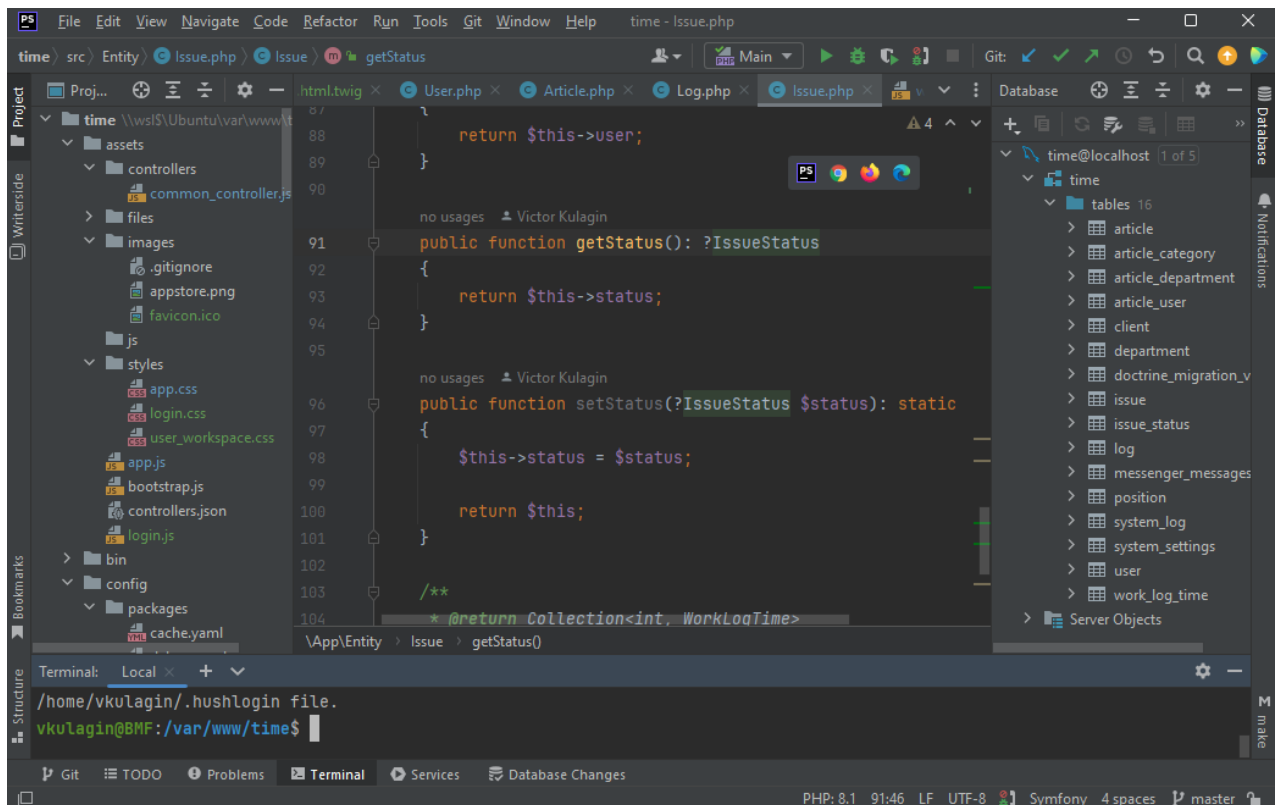 PS File Edit View Navigate Code Refactor Run Tools Git Window Help time - Issue.php
time src Entity Issue.php Issue getStatus Main Git:
Project
Proj...
.html.twig User.php Article.php Log.php Issue.php
Database
time \\wsl$\Ubuntu\var\www\t
assets
controllers
common_controller.js
files
images
.gitignore
appstore.png
favicon.ico
js
styles
app.css
login.css
user_workspace.css
app.js
bootstrap.js
controllers.json
login.js
bin
config
packages
cache.yaml
Writerside
Bookmarks
Structure
87 {
88 return $this->user;
89 }
90
no usages Victor Kulagin
91 public function getStatus(): ?IssueStatus
92 {
93 return $this->status;
94 }
95
no usages Victor Kulagin
96 public function setStatus(?IssueStatus $status): static
97 {
98 $this->status = $status;
99
100 return $this;
101 }
102
103 /**
104 * @return Collection<int, WorkLogTime>
4
\App\Entity Issue getStatus()
time@localhost 1 of 5
time
tables 16
article
article_category
article_department
article_user
client
department
doctrine_migration_v
issue
issue_status
log
messenger_messages
position
system_log
system_settings
user
work_log_time
Server Objects
Database
Notifications
M make
Terminal: Local
/home/vkulagin/.hushlogin file.
vkulagin@BMF:/var/www/time$
Git TODO Problems Terminal Services Database Changes
PHP: 8.1 91:46 LF UTF-8 Symfony 4 spaces master